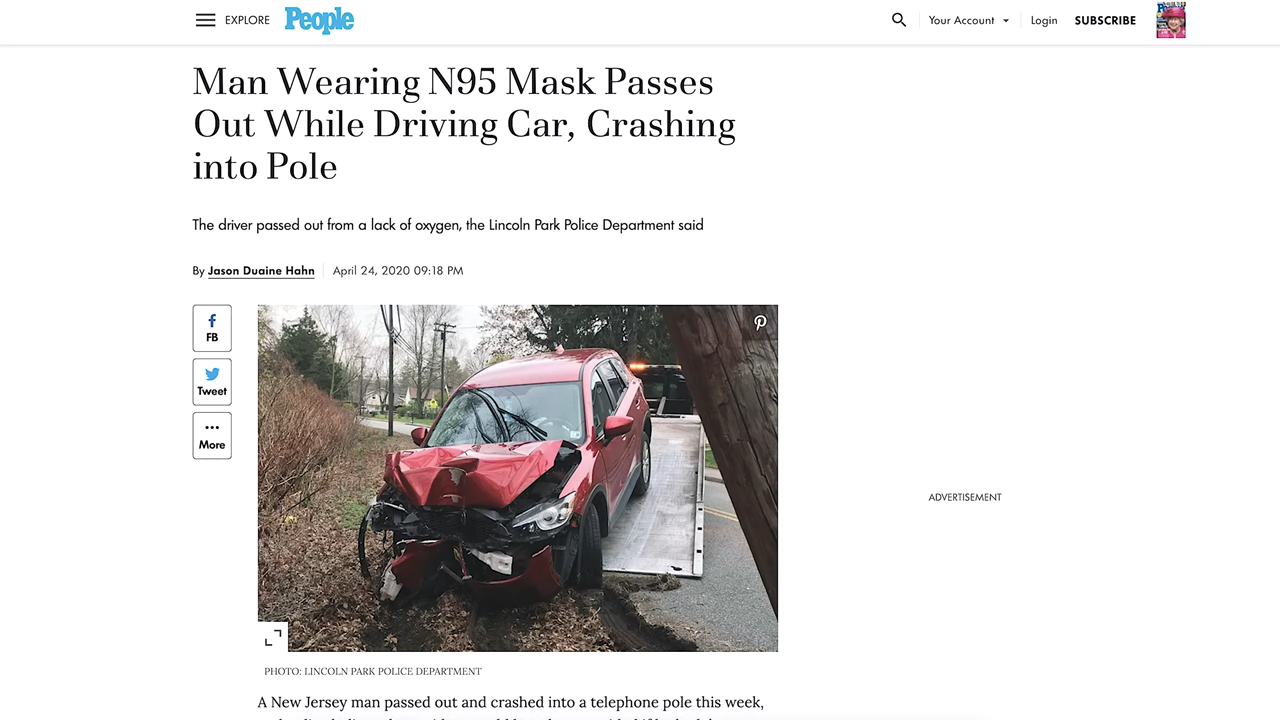 EXPLORE People Your Account Login SUBSCRIBE
Man Wearing N95 Mask Passes
Out While Driving Car, Crashing
into Pole
The driver passed out from a lack of oxygen, the Lincoln Park Police Department said
By Jason Duaine Hahn April 24, 2020 09:18 PM
FB
Tweet
More
ADVERTISEMENT
PHOTO: LINCOLN PARK POLICE DEPARTMENT
A New Jersey man passed out and crashed into a telephone pole this week,